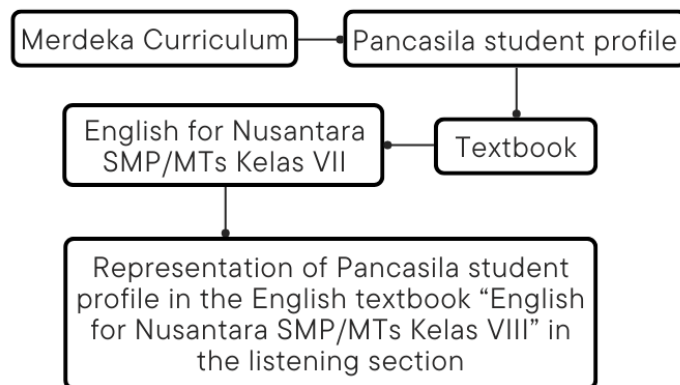 Merdeka Curriculum
Pancasila student profile
English for Nusantara
SMP/MTs Kelas VII
Textbook
Representation of Pancasila student
profile in the English textbook “English
for Nusantara SMP/MTs Kelas VIII” in
the listening section